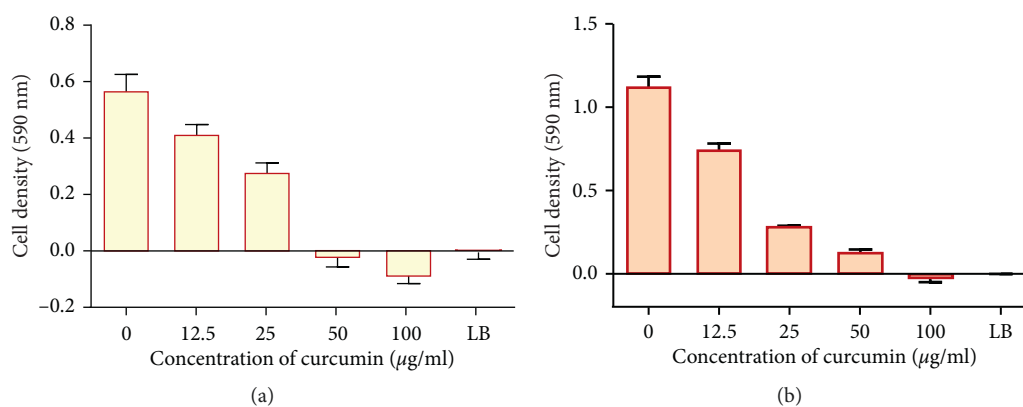 0.8
0.6
0.4
0.2
0.0
–0.2
Cell density (590 nm)
0 12.5 25 50 100 LB
Concentration of curcumin (μg/ml)
(a)
1.5
1.0
0.5
0.0
Cell density (590 nm)
0 12.5 25 50 100 LB
Concentration of curcumin (μg/ml)
(b)